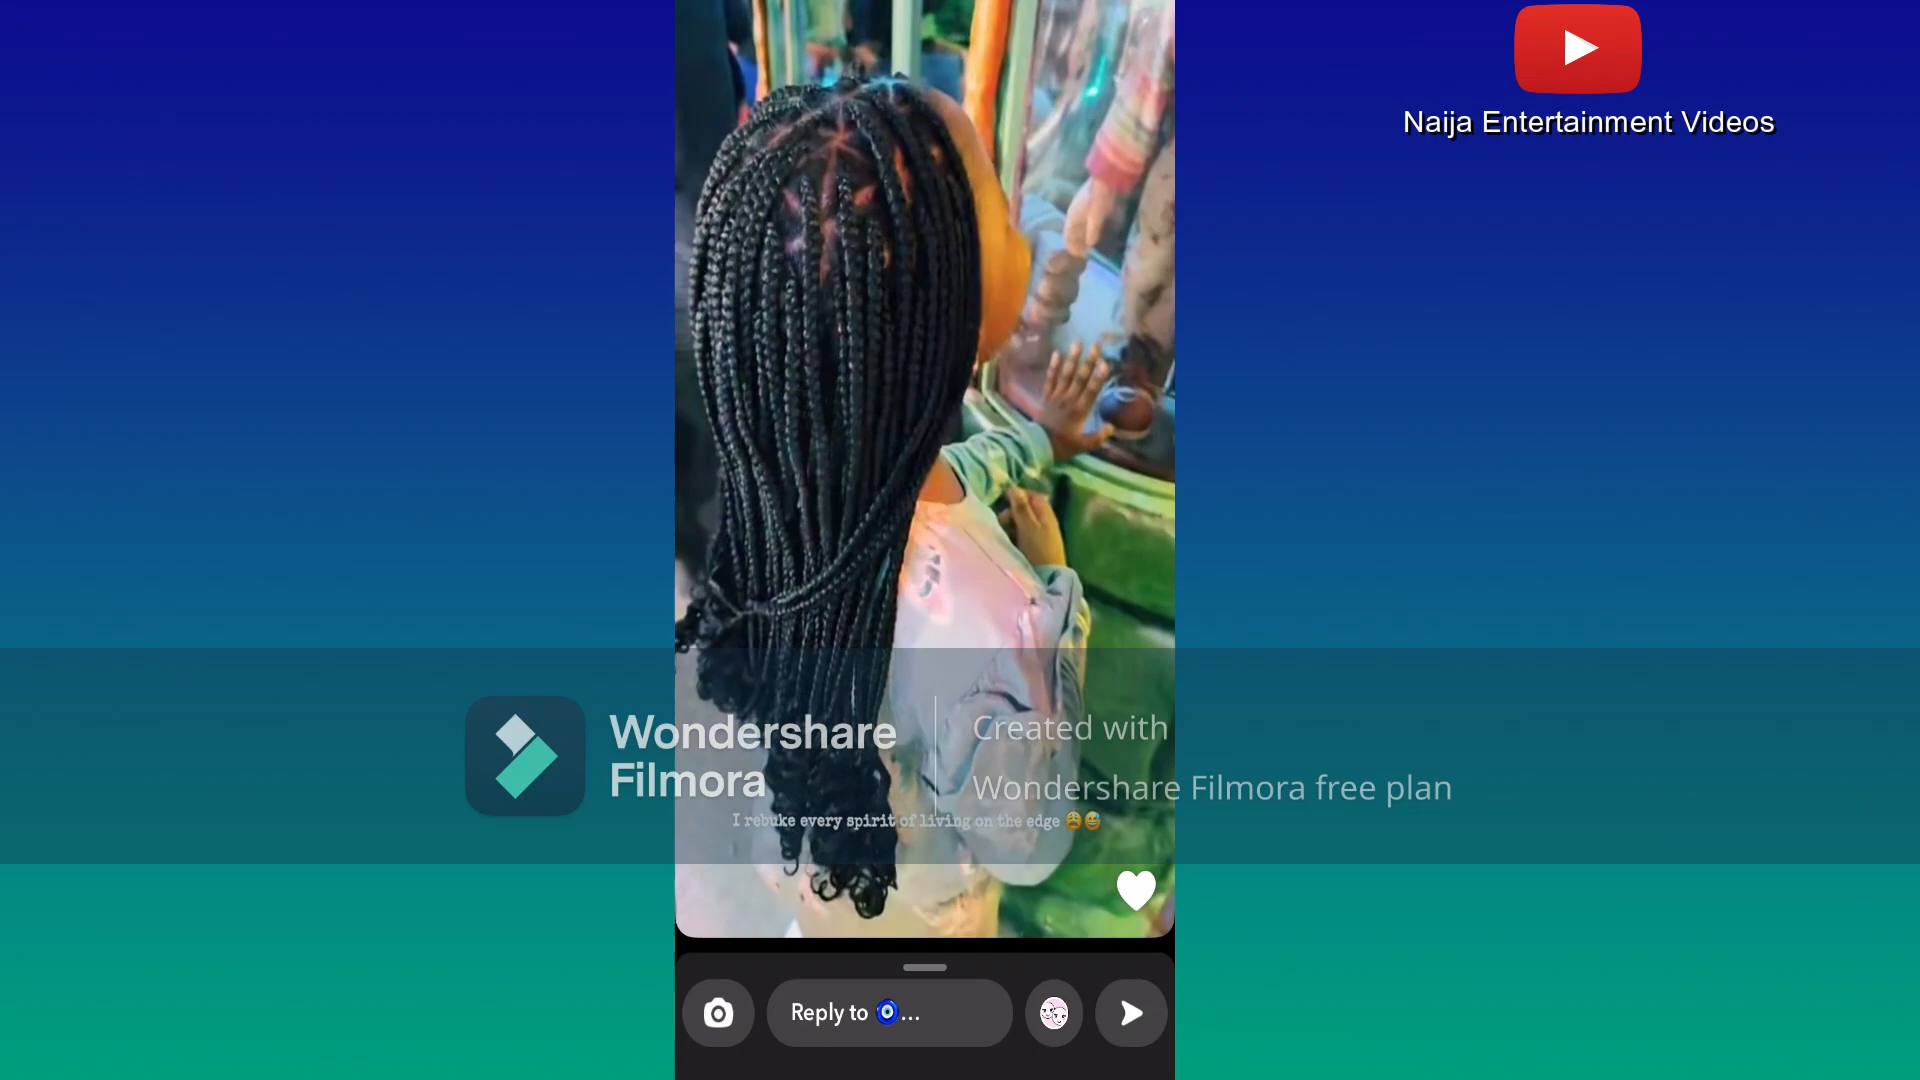 Naija Entertainment Videos
Wondershare
Filmora
Created with
Wondershare Filmora free plan
I rebuke every spirit of living on the edge 😩😅
Reply to 🧿...